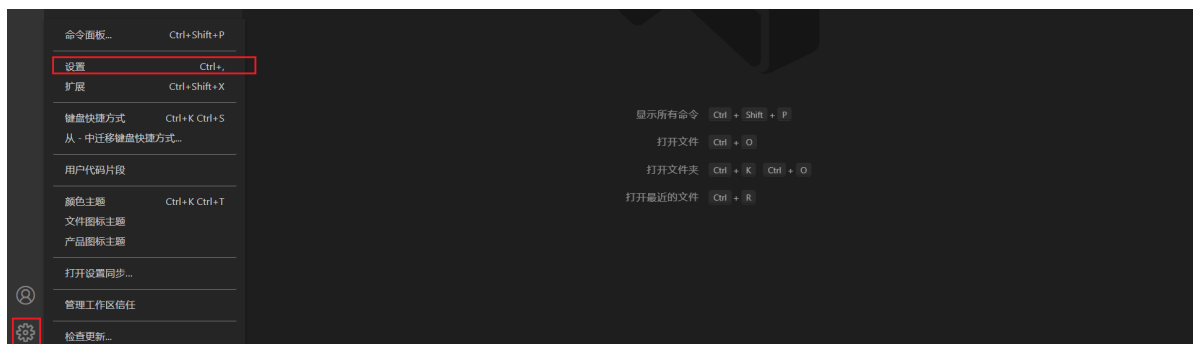 命令面板... Ctrl+Shift+P
设置 Ctrl+,
扩展 Ctrl+Shift+X
键盘快捷方式 Ctrl+K Ctrl+S
从 - 中迁移键盘快捷方式...
用户代码片段
颜色主题 Ctrl+K Ctrl+T
文件图标主题
产品图标主题
打开设置同步...
管理工作区信任
检查更新...
显示所有命令 Ctrl + Shift + P
打开文件 Ctrl + O
打开文件夹 Ctrl + K Ctrl + O
打开最近的文件 Ctrl + R